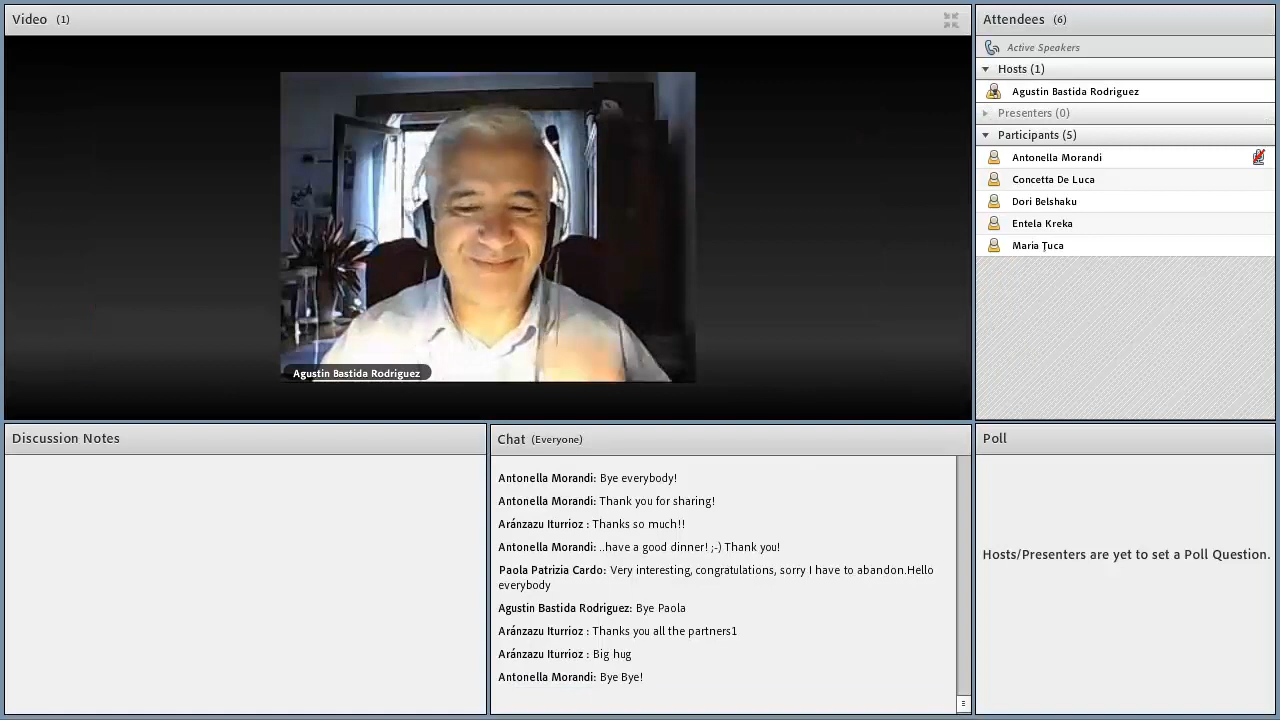 Video (1)
Agustin Bastida Rodriguez
Attendees (6)
Active Speakers
Hosts (1)
Agustin Bastida Rodriguez
Presenters (0)
Participants (5)
Antonella Morandi
Concetta De Luca
Dori Belshaku
Entela Kreka
Maria Țuca
Discussion Notes
Chat (Everyone)
Antonella Morandi: Bye everybody!
Antonella Morandi: Thank you for sharing!
Aránzazu Iturrioz : Thanks so much!!
Antonella Morandi: ..have a good dinner! ;-) Thank you!
Paola Patrizia Cardo: Very interesting, congratulations, sorry I have to abandon.Hello
everybody
Agustin Bastida Rodriguez: Bye Paola
Aránzazu Iturrioz : Thanks you all the partners1
Aránzazu Iturrioz : Big hug
Antonella Morandi: Bye Bye!
Poll
Hosts/Presenters are yet to set a Poll Question.